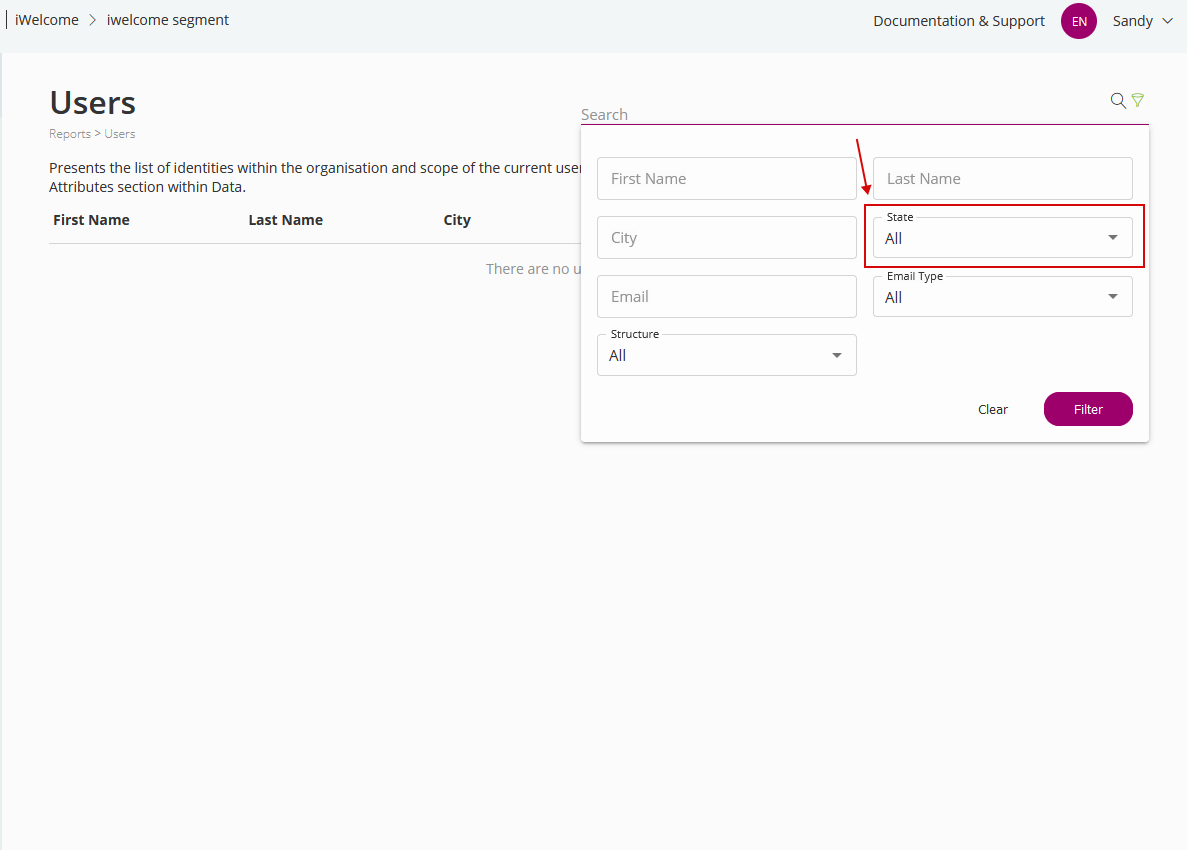 iWelcome > iwelcome segment
Documentation & Support
EN
Sandy
Users
Reports > Users
Presents the list of identities within the organisation and scope of the current user
Attributes section within Data.
First Name
Last Name
City
There are no u
Search
First Name
Last Name
City
State
All
Email
Email Type
All
Structure
All
Clear
Filter